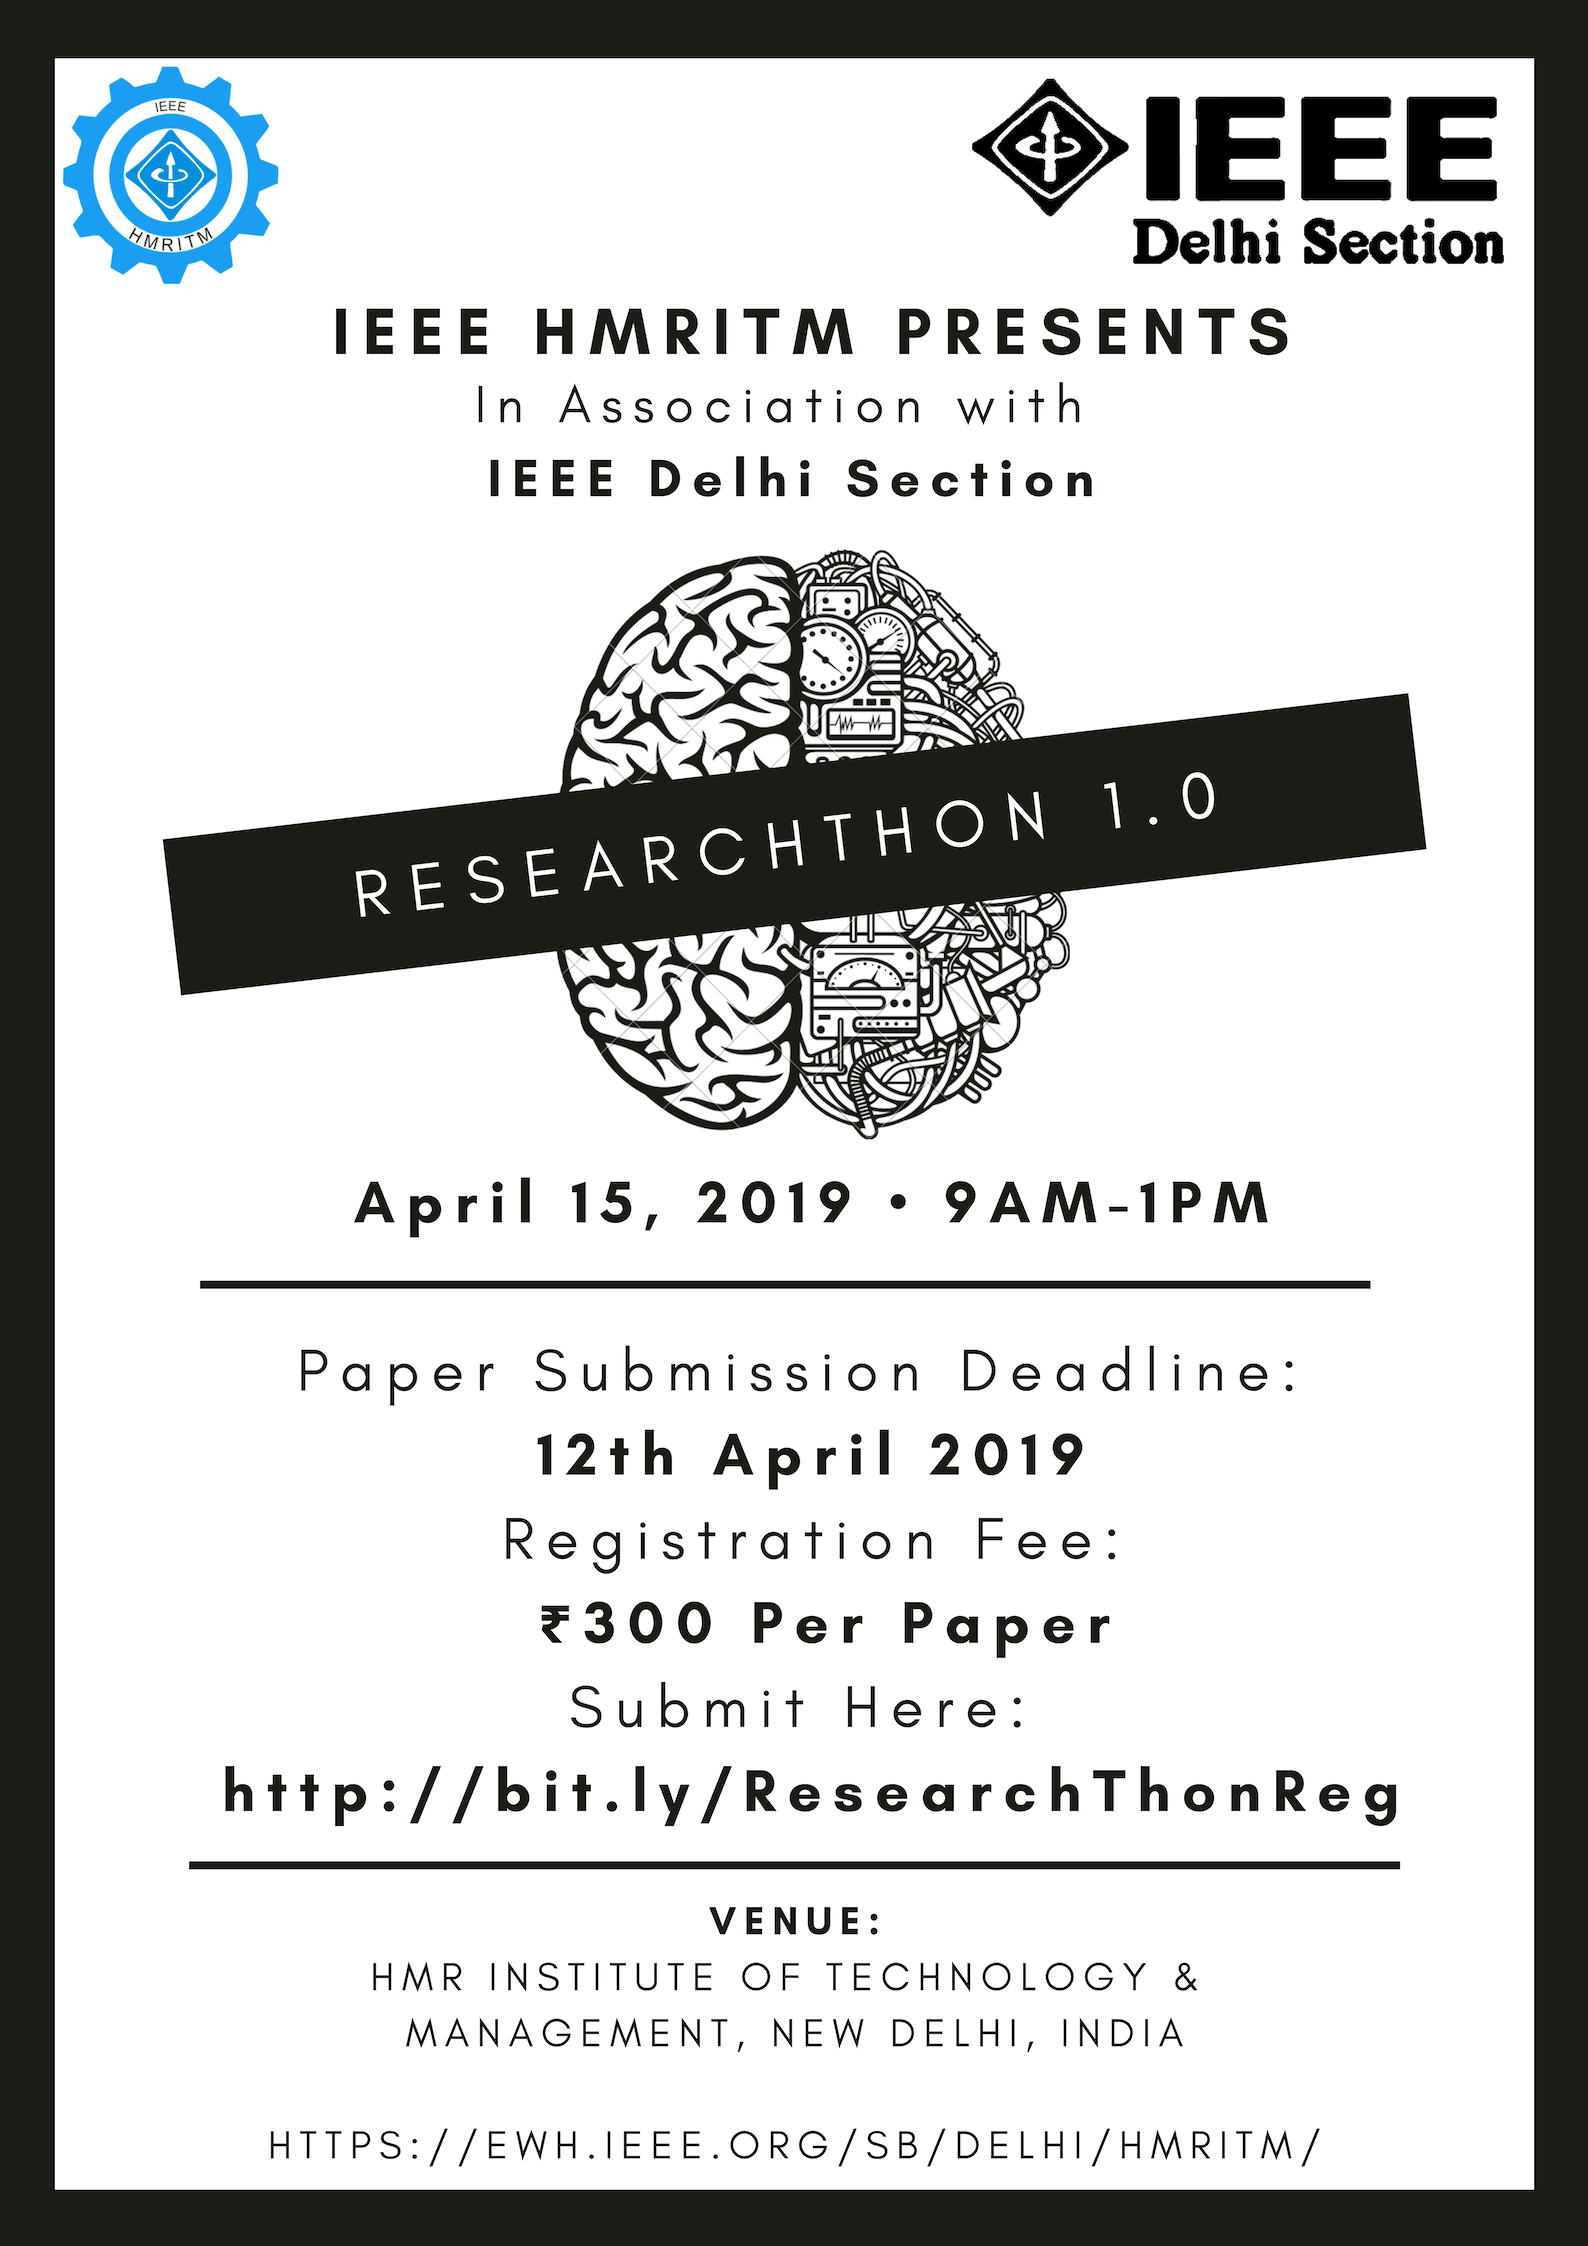 IEEE
HMRITM
IEEE
Delhi Section
IEEE HMRITM PRESENTS
In Association with
IEEE Delhi Section
RESEARCHTHON 1.0
April 15, 2019 • 9AM-1PM
Paper Submission Deadline:
12th April 2019
Registration Fee:
₹300 Per Paper
Submit Here:
http://bit.ly/ResearchThonReg
VENUE:
HMR INSTITUTE OF TECHNOLOGY &
MANAGEMENT, NEW DELHI, INDIA
HTTPS://EWH.IEEE.ORG/SB/DELHI/HMRITM/